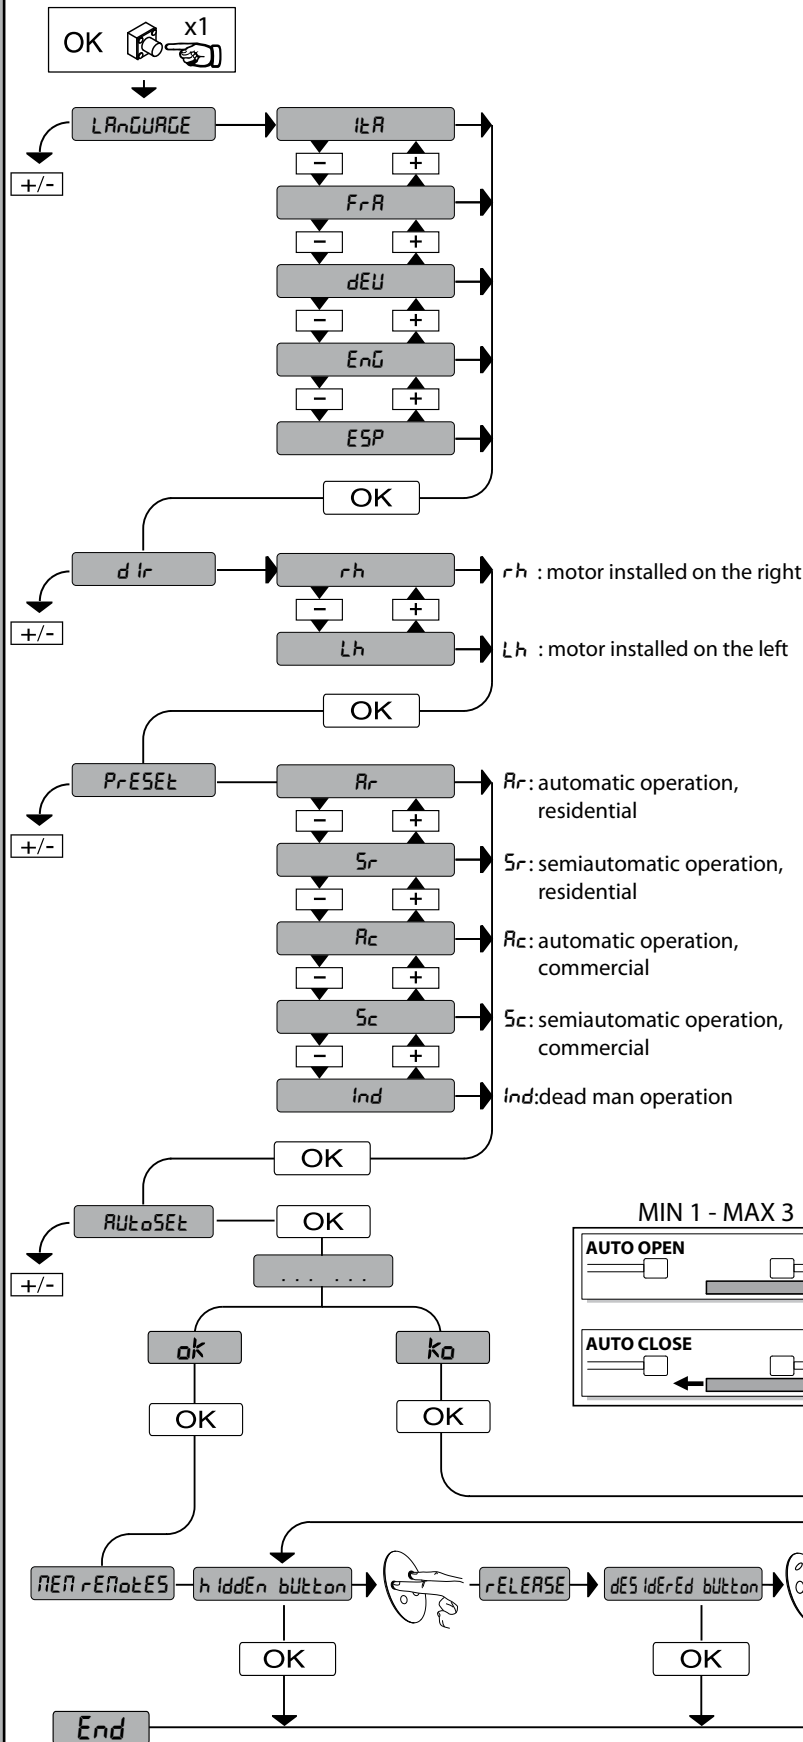 OK x1
LAnGUAGE ItA
- +
+/-
FrA
- +
dEU
- +
EnG
- +
ESP
OK
dIr rh rh : motor installed on the right
- +
+/-
Lh Lh : motor installed on the left
OK
PrESEt Ar Ar: automatic operation,
residential
- +
+/-
Sr Sr: semiautomatic operation,
residential
- +
Ac Ac: automatic operation,
commercial
- +
Sc Sc: semiautomatic operation,
commercial
- +
Ind Ind:dead man operation
OK
AUtoSEt OK
+/-
... ...
MIN 1 - MAX 3
AUTO OPEN
AUTO CLOSE
ok ko
OK OK
MEM rEMotES hIddEn bUtton rELEASE dESIdErEd bUtton
OK OK
End